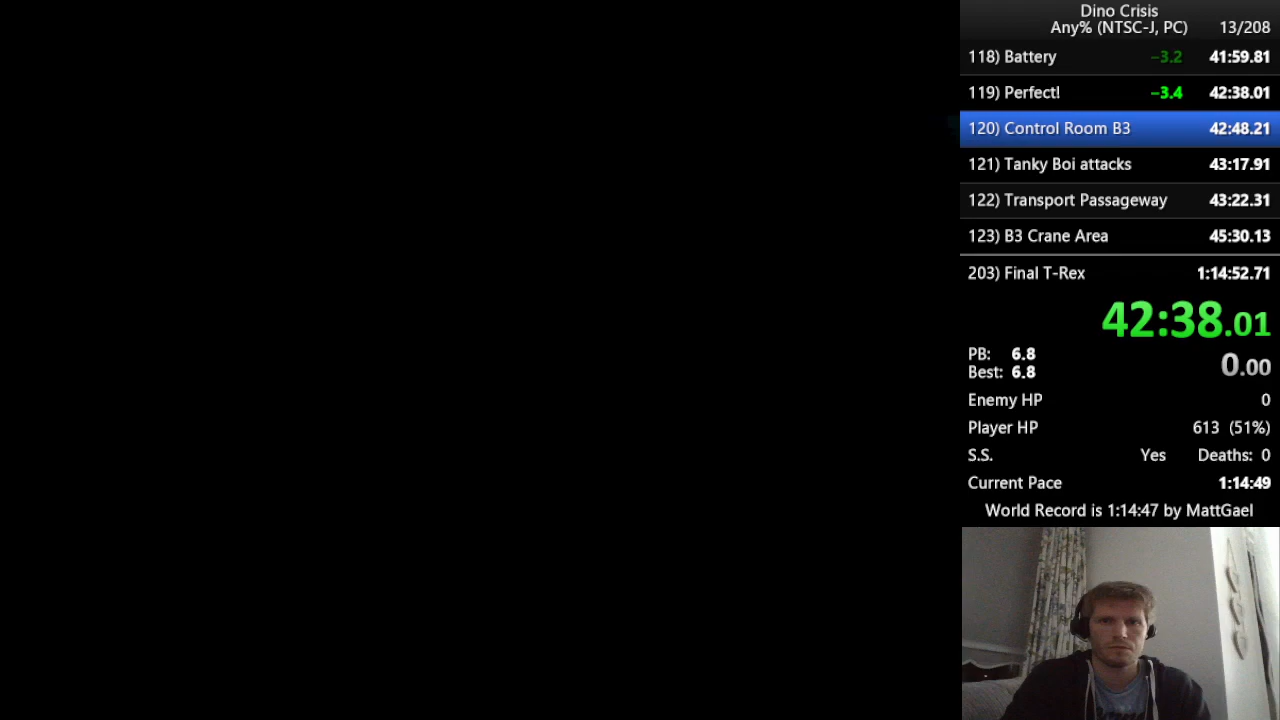 Dino Crisis
Any% (NTSC-J, PC) 13/208
118) Battery −3.2 41:59.81
119) Perfect! −3.4 42:38.01
120) Control Room B3 42:48.21
121) Tanky Boi attacks 43:17.91
122) Transport Passageway 43:22.31
123) B3 Crane Area 45:30.13
203) Final T-Rex 1:14:52.71
42:38.01
PB: 6.8
Best: 6.8 0.00
Enemy HP 0
Player HP 613 (51%)
S.S. Yes Deaths: 0
Current Pace 1:14:49
World Record is 1:14:47 by MattGael